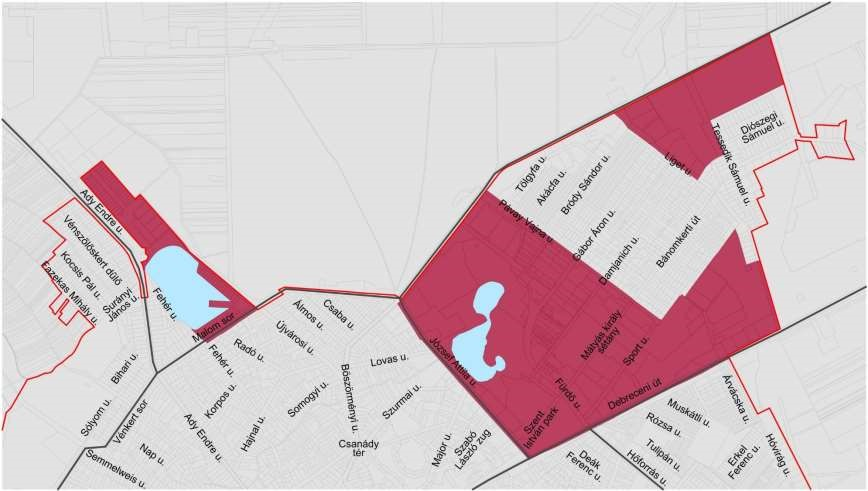 Diószegi
Sámuel u.
Tessedik Sámuel u.
Liget u.
Tölgyfa u.
Akácfa u.
Bródy Sándor u.
Pávay Vajna u.
Gábor Áron u.
Damjanich u.
Bánomkerti út
Ady Endre u.
Vénszőlőskert dűlő
Kocsis Pál u.
Fazekas Mihály u.
Surányi
János u.
Fehér u.
Malom sor
Fehér u.
Radó u.
Álmos u.
Csaba u.
Újvárosi u.
Lovas u.
József Attila u.
Mátyás király
sétány
Sport u.
Fürdő u.
Debreceni út
Szent
István park
Bihari u.
Sólyom u.
Vénkert sor
Korpos u.
Somogyi u.
Böszörményi u.
Szurmai u.
Ady Endre u.
Hajnal u.
Nap u.
Semmelweis u.
Csanády
tér
Major u.
Szabó
László zug
Deák
Ferenc u.
Muskátli u.
Rózsa u.
Tulipán u.
Hőforrás u.
Árvácska u.
Erkel
Ferenc u.
Hóvirág u.